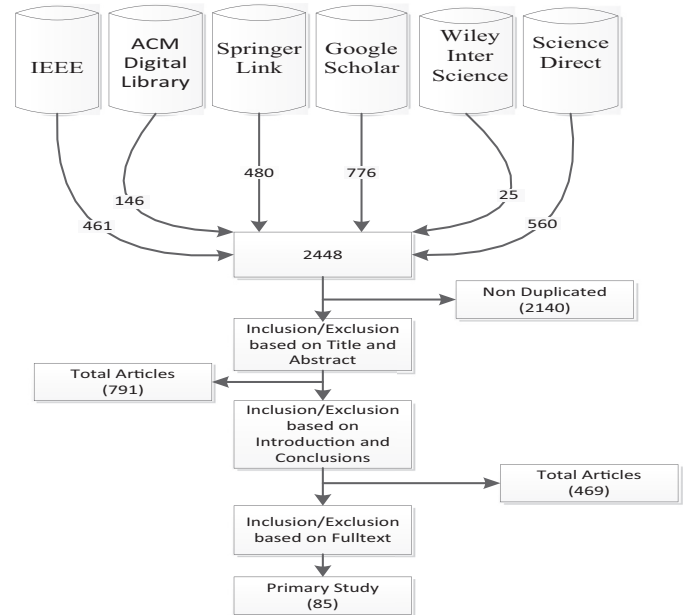 IEEE
ACM
Digital
Library
Springer
Link
Google
Scholar
Wiley
Inter
Science
Science
Direct
461
146
480
776
25
560
2448
Non Duplicated
(2140)
Inclusion/Exclusion
based on Title and
Abstract
Total Articles
(791)
Inclusion/Exclusion
based on
Introduction and
Conclusions
Total Articles
(469)
Inclusion/Exclusion
based on Fulltext
Primary Study
(85)